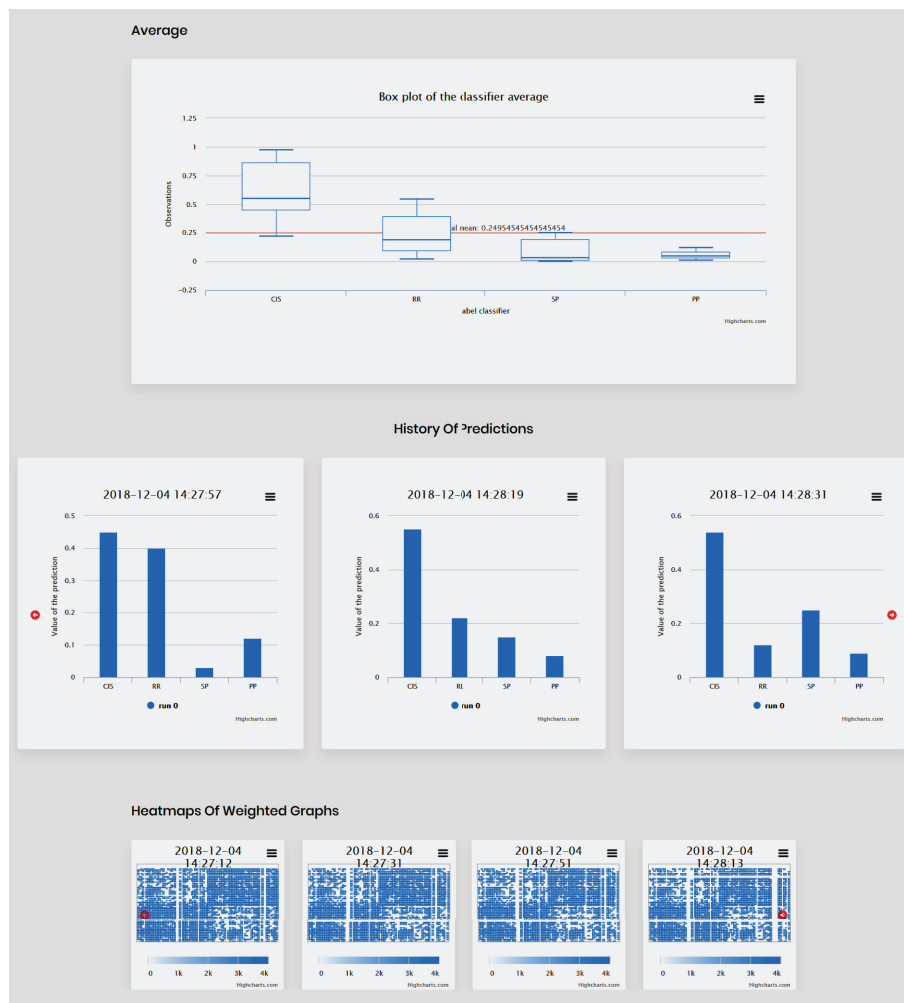 Average
Box plot of the classifier average
1.25
1
0.75
0.5
0.25
0
-0.25
Observations
al nean: 0.24954545454545454
CIS RR SP PP
abel classifier
Highcharts.com
History Of Predictions
2018-12-04 14:27:57
0.5
0.4
0.3
0.2
0.1
0
Value of the prediction
CIS RR SP PP
run 0
Highcharts.com
2018-12-04 14:28:19
0.6
0.4
0.2
0
Value of the prediction
CIS RI SP PP
run 0
Highcharts.com
2018-12-04 14:28:31
0.6
0.4
0.2
0
Value of the prediction
CIS RR SP PP
run 0
Highcharts.com
Heatmaps Of Weighted Graphs
2018-12-04
14:27:12
0 1k 2k 3k 4k
Highcharts.com
2018-12-04
14:27:31
0 1k 2k 3k 4k
Highcharts.com
2018-12-04
14:27:51
0 1k 2k 3k 4k
Highcharts.com
2018-12-04
14:28:13
0 1k 2k 3k 4k
Highcharts.com